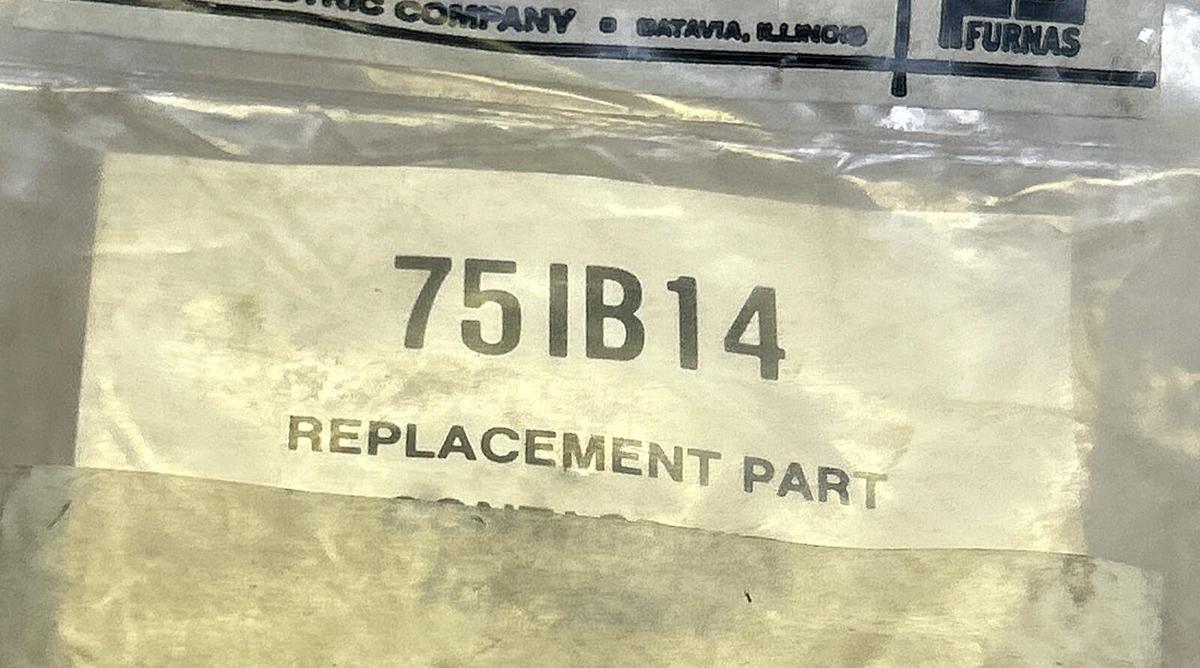 COMPANY • BATAVIA, ILLINOIS
FURNAS
75IB14
REPLACEMENT PART